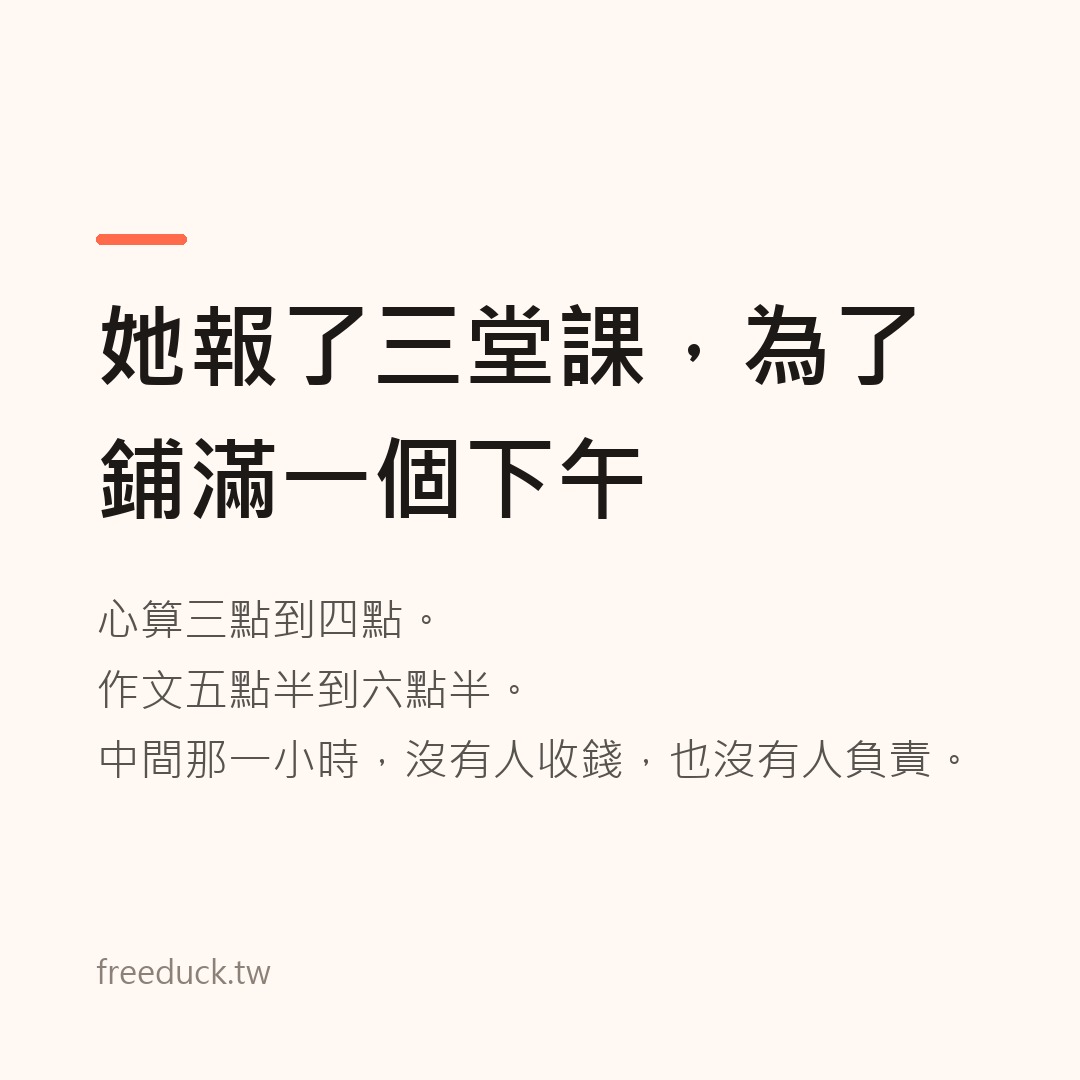 她報了三堂課，為了
鋪滿一個下午
心算三點到四點。
作文五點半到六點半。
中間那一小時，沒有人收錢，也沒有人負責。
freeduck.tw